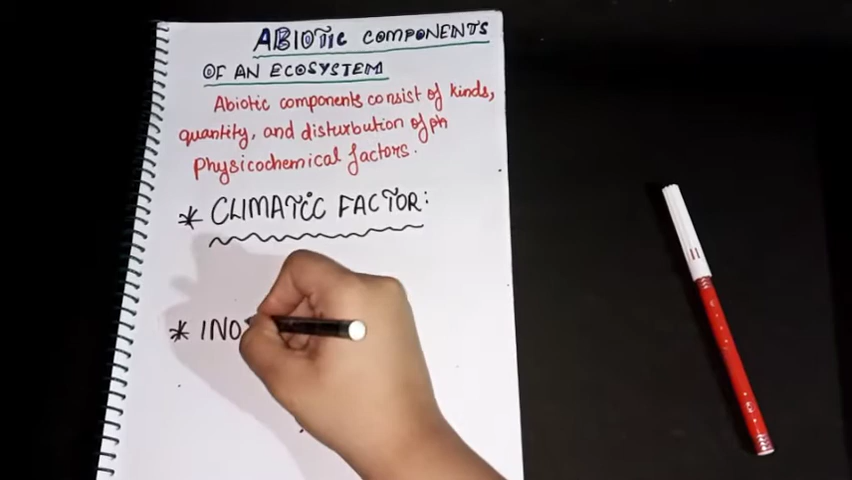 ABIOTIC COMPONENTS
OF AN ECOSYSTEM
Abiotic components consist of kinds,
quantity, and disturbution of ph
Physicochemical factors.
* CLIMATIC FACTOR:
* INO